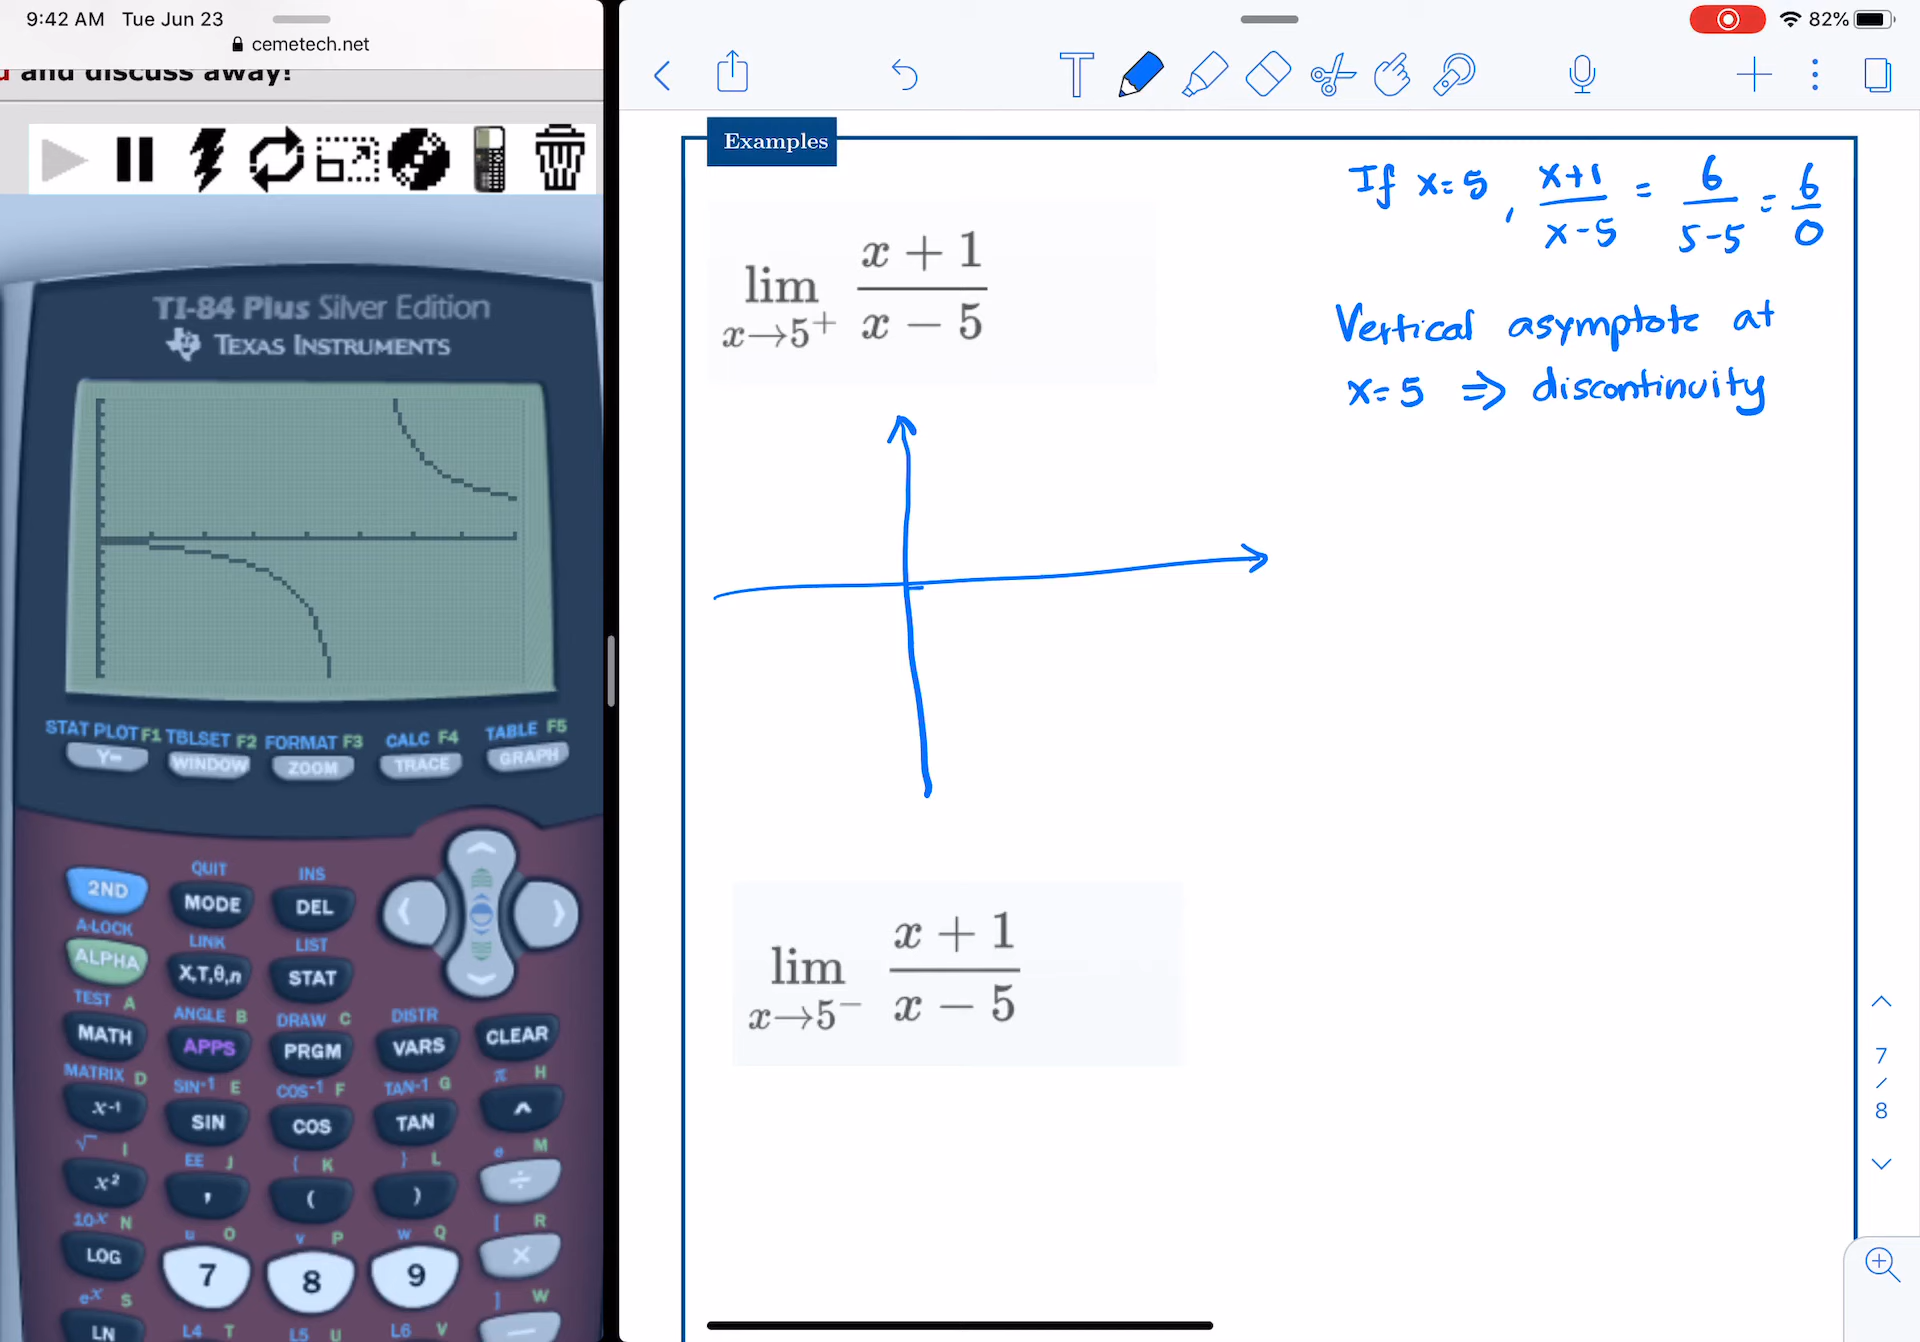 9:42 AM Tue Jun 23
cemetech.net
and discuss away!
82%
TI-84 Plus Silver Edition
TEXAS INSTRUMENTS
STAT PLOT F1 TBLSET F2 FORMAT F3 CALC F4 TABLE F5
Y= WINDOW ZOOM TRACE GRAPH
QUIT INS
2ND MODE DEL
A-LOCK LINK LIST
ALPHA X,T,θ,n STAT
TEST A ANGLE B DRAW C DISTR
MATH APPS PRGM VARS CLEAR
MATRIX D SIN-1 E COS-1 F TAN-1 G π H
x-1 SIN COS TAN ^
√ I EE J { K } L e M
x2 , ( ) ÷
10x N u O v P w Q [ R
LOG 7 8 9 ×
ex S L4 T L5 U L6 V ] W
LN −
Examples
lim x→5+ x + 1 / x − 5
If x=5, x+1 / x-5 = 6 / 5-5 = 6 / 0
Vertical asymptote at
x=5 ⇒ discontinuity
lim x→5− x + 1 / x − 5
7
/
8